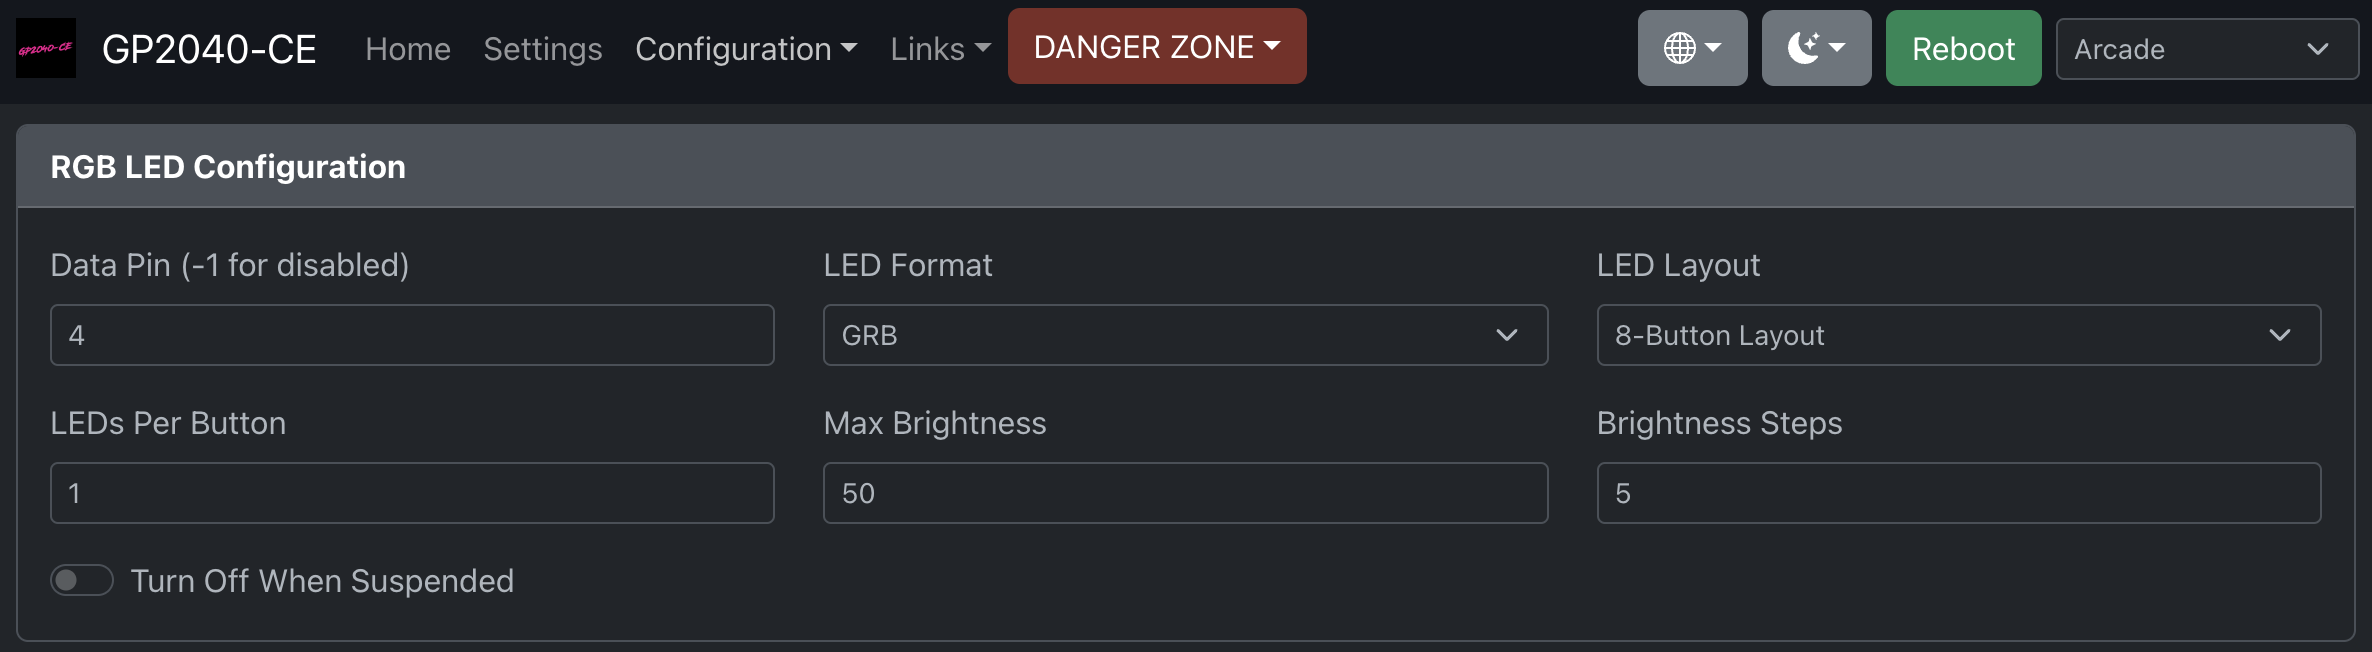 GP2040-CE GP2040-CE Home Settings Configuration Links DANGER ZONE Reboot Arcade
RGB LED Configuration
Data Pin (-1 for disabled) LED Format LED Layout
4 GRB 8-Button Layout
LEDs Per Button Max Brightness Brightness Steps
1 50 5
Turn Off When Suspended